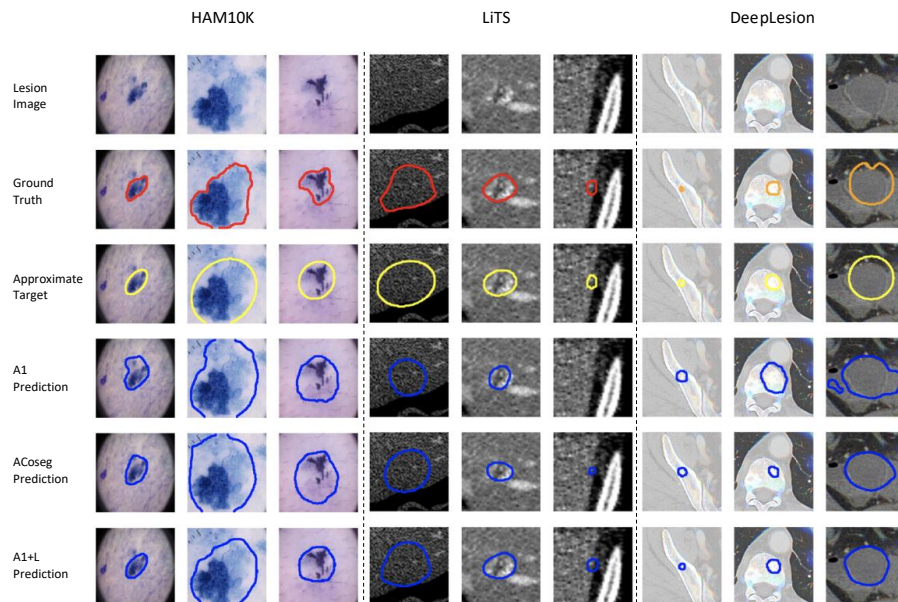 HAM10K
LiTS
DeepLesion
Lesion
Image
Ground
Truth
Approximate
Target
A1
Prediction
ACoseg
Prediction
A1+L
Prediction